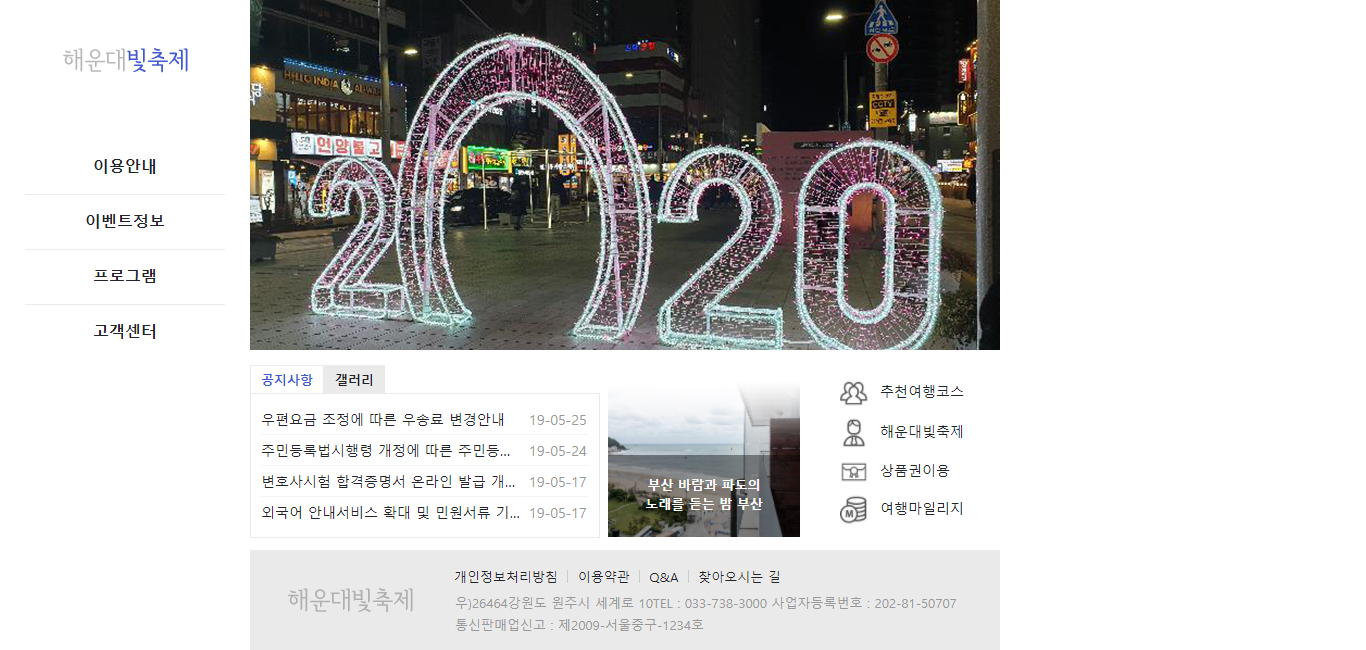 해운대빛축제
이용안내
이벤트정보
프로그램
고객센터
HELLO INDIA
언양불고
CCTV
2020
공지사항 갤러리
우편요금 조정에 따른 우송료 변경안내 19-05-25
주민등록법시행령 개정에 따른 주민등... 19-05-24
변호사시험 합격증명서 온라인 발급 개... 19-05-17
외국어 안내서비스 확대 및 민원서류 기... 19-05-17
부산 바람과 파도의
노래를 듣는 밤 부산
추천여행코스
해운대빛축제
상품권이용
여행마일리지
해운대빛축제
개인정보처리방침 이용약관 Q&A 찾아오시는 길
우)26464강원도 원주시 세계로 10TEL : 033-738-3000 사업자등록번호 : 202-81-50707
통신판매업신고 : 제2009-서울중구-1234호